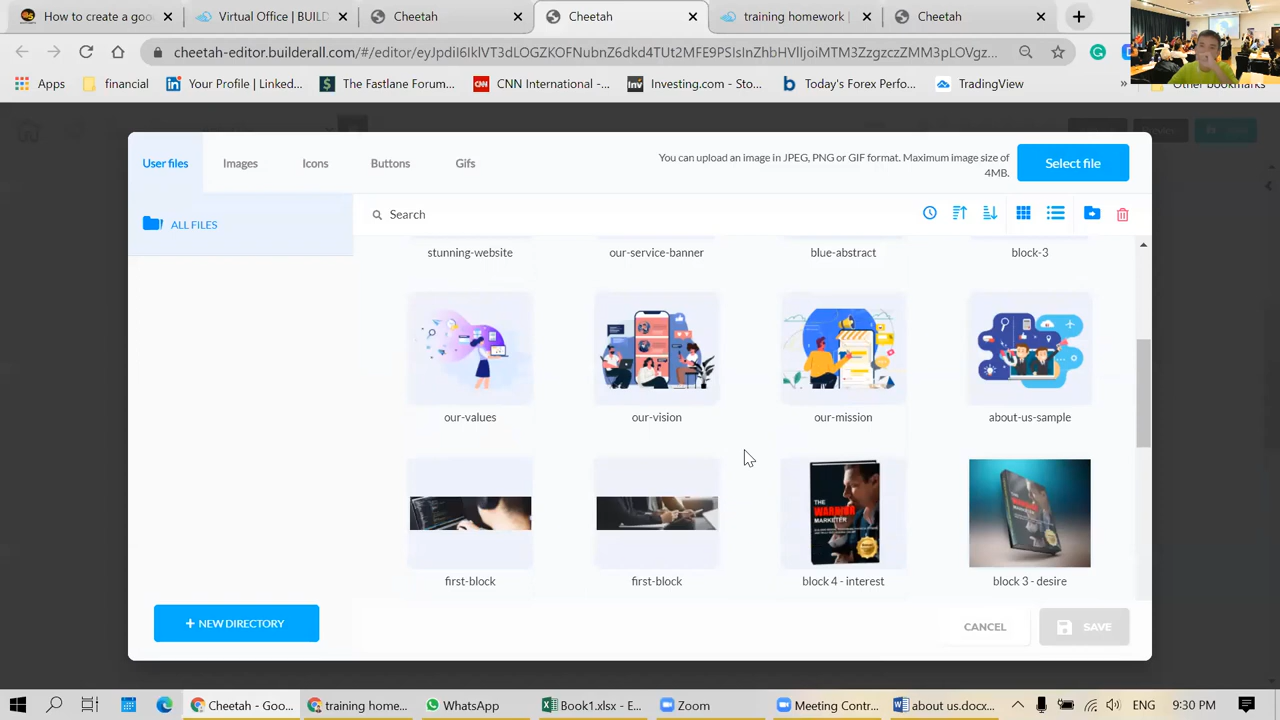 How to create a goo
Virtual Office | BUILD
Cheetah
Cheetah
training homework |
Cheetah
cheetah-editor.builderall.com/#/editor/
Apps
financial
Your Profile | Linked...
The Fastlane Foru...
CNN International -...
Investing.com - Sto...
Today's Forex Perfo...
TradingView
»
Other bookmarks
User files
Images
Icons
Buttons
Gifs
You can upload an image in JPEG, PNG or GIF format. Maximum image size of
4MB.
Select file
ALL FILES
Search
stunning-website
our-service-banner
blue-abstract
block-3
our-values
our-vision
our-mission
about-us-sample
THE
WARRIOR
MARKETER
THE
WARRIOR
MARKETER
first-block
first-block
block 4 - interest
block 3 - desire
+ NEW DIRECTORY
CANCEL
SAVE
Cheetah - Goo...
training home...
WhatsApp
Book1.xlsx - E...
Zoom
Meeting Contr...
about us.docx...
ENG
9:30 PM